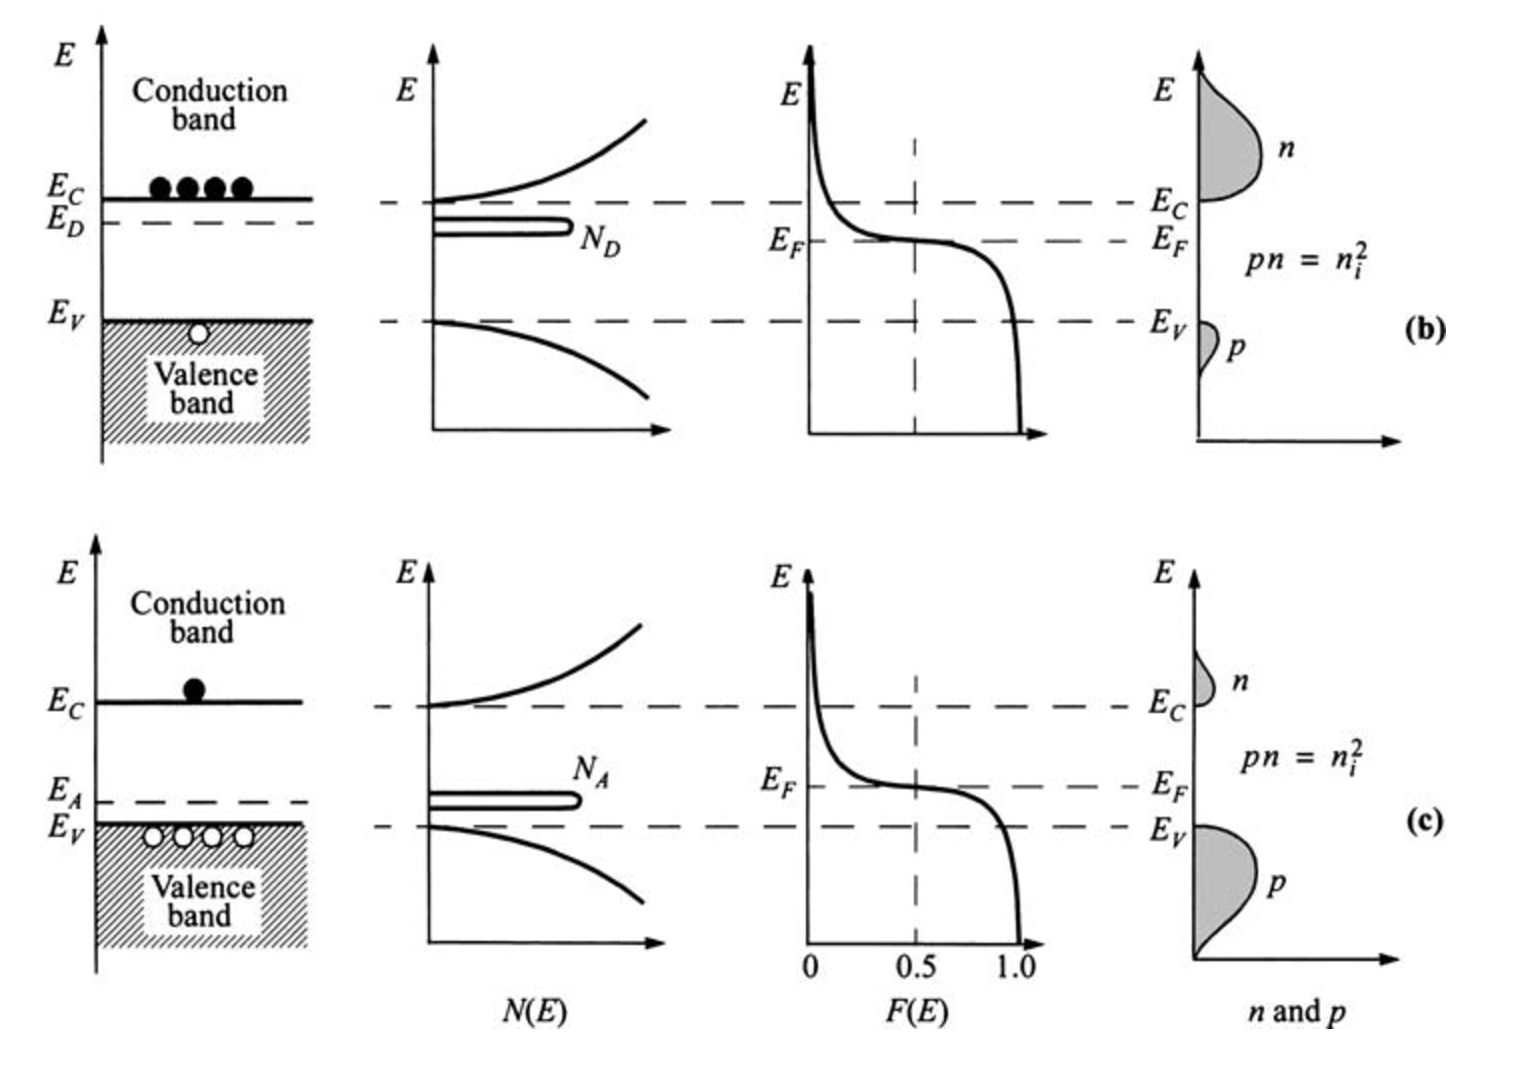 E
Conduction
band
E_C
E_D
E_V
Valence
band
E
N_D
E
E_F
E
n
E_C
E_F
pn = n_i^2
E_V
p
(b)
E
Conduction
band
E_C
E_A
E_V
Valence
band
E
N_A
N(E)
E
E_F
0 0.5 1.0
F(E)
E
n
E_C
pn = n_i^2
E_F
E_V
p
n and p
(c)